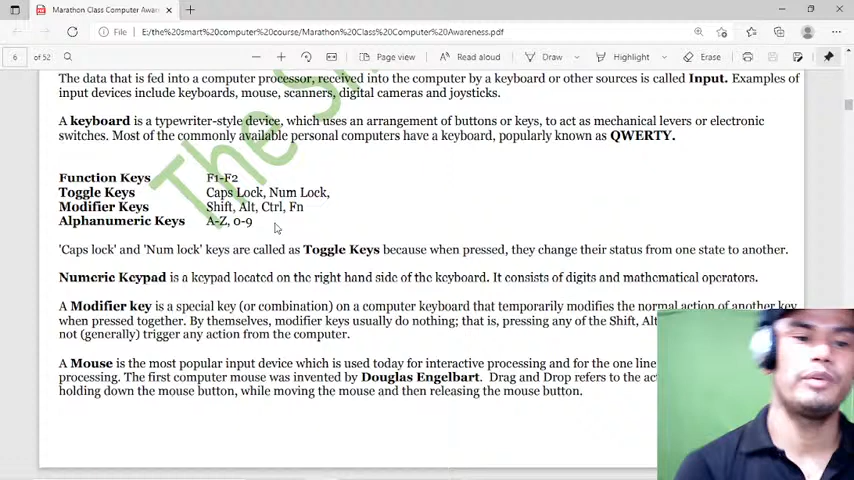 Marathon Class Computer Awar
File
E:/the%20smart%20computer%20course/Marathon%20Class%20Computer%20Awareness.pdf
6 of 52
Page view
Read aloud
Draw
Highlight
Erase
The data that is fed into a computer processor, received into the computer by a keyboard or other sources is called Input. Examples of
input devices include keyboards, mouse, scanners, digital cameras and joysticks.
A keyboard is a typewriter-style device, which uses an arrangement of buttons or keys, to act as mechanical levers or electronic
switches. Most of the commonly available personal computers have a keyboard, popularly known as QWERTY.
Function Keys F1-F2
Toggle Keys Caps Lock, Num Lock,
Modifier Keys Shift, Alt, Ctrl, Fn
Alphanumeric Keys A-Z, 0-9
'Caps lock' and 'Num lock' keys are called as Toggle Keys because when pressed, they change their status from one state to another.
Numeric Keypad is a keypad located on the right hand side of the keyboard. It consists of digits and mathematical operators.
A Modifier key is a special key (or combination) on a computer keyboard that temporarily modifies the normal action of another key
when pressed together. By themselves, modifier keys usually do nothing; that is, pressing any of the Shift, Alt
not (generally) trigger any action from the computer.
A Mouse is the most popular input device which is used today for interactive processing and for the one line
processing. The first computer mouse was invented by Douglas Engelbart. Drag and Drop refers to the act
holding down the mouse button, while moving the mouse and then releasing the mouse button.